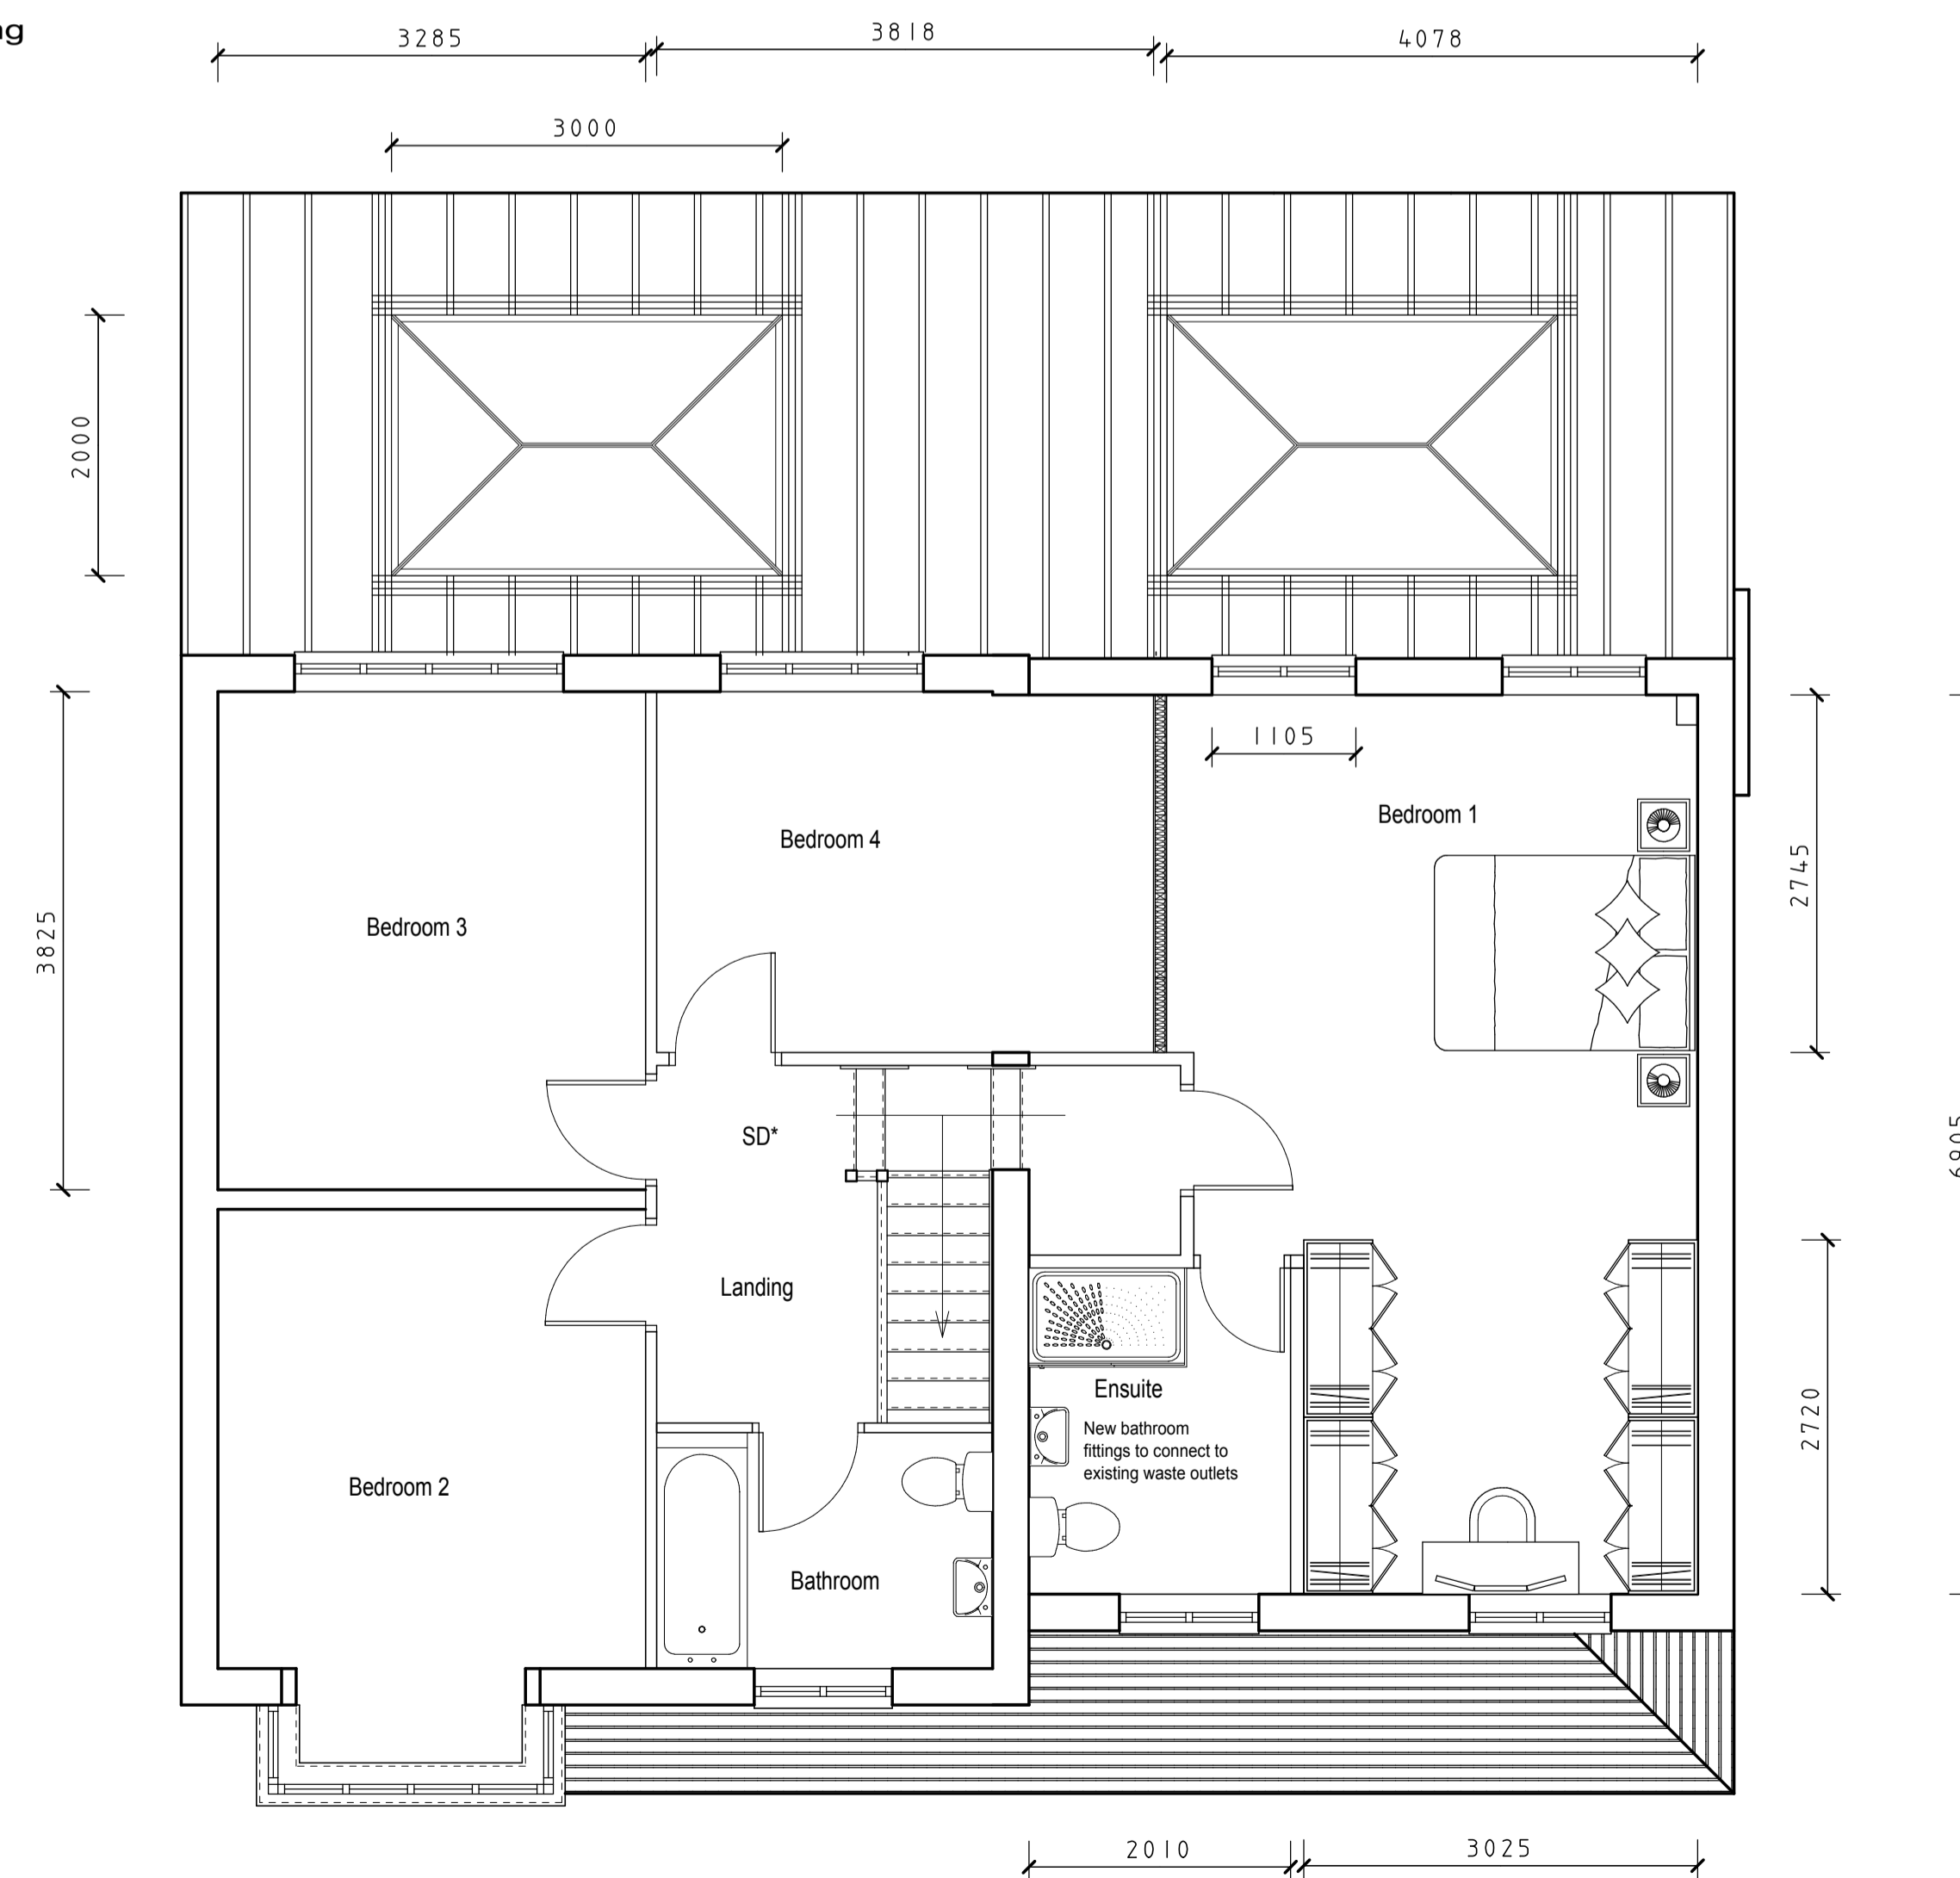 3285
3818
4078
3000
2000
1105
Bedroom 1
Bedroom 4
2745
Bedroom 3
3825
SD*
6905
Landing
Ensuite
New bathroom
fittings to connect to
existing waste outlets
2720
Bedroom 2
Bathroom
2010
3025